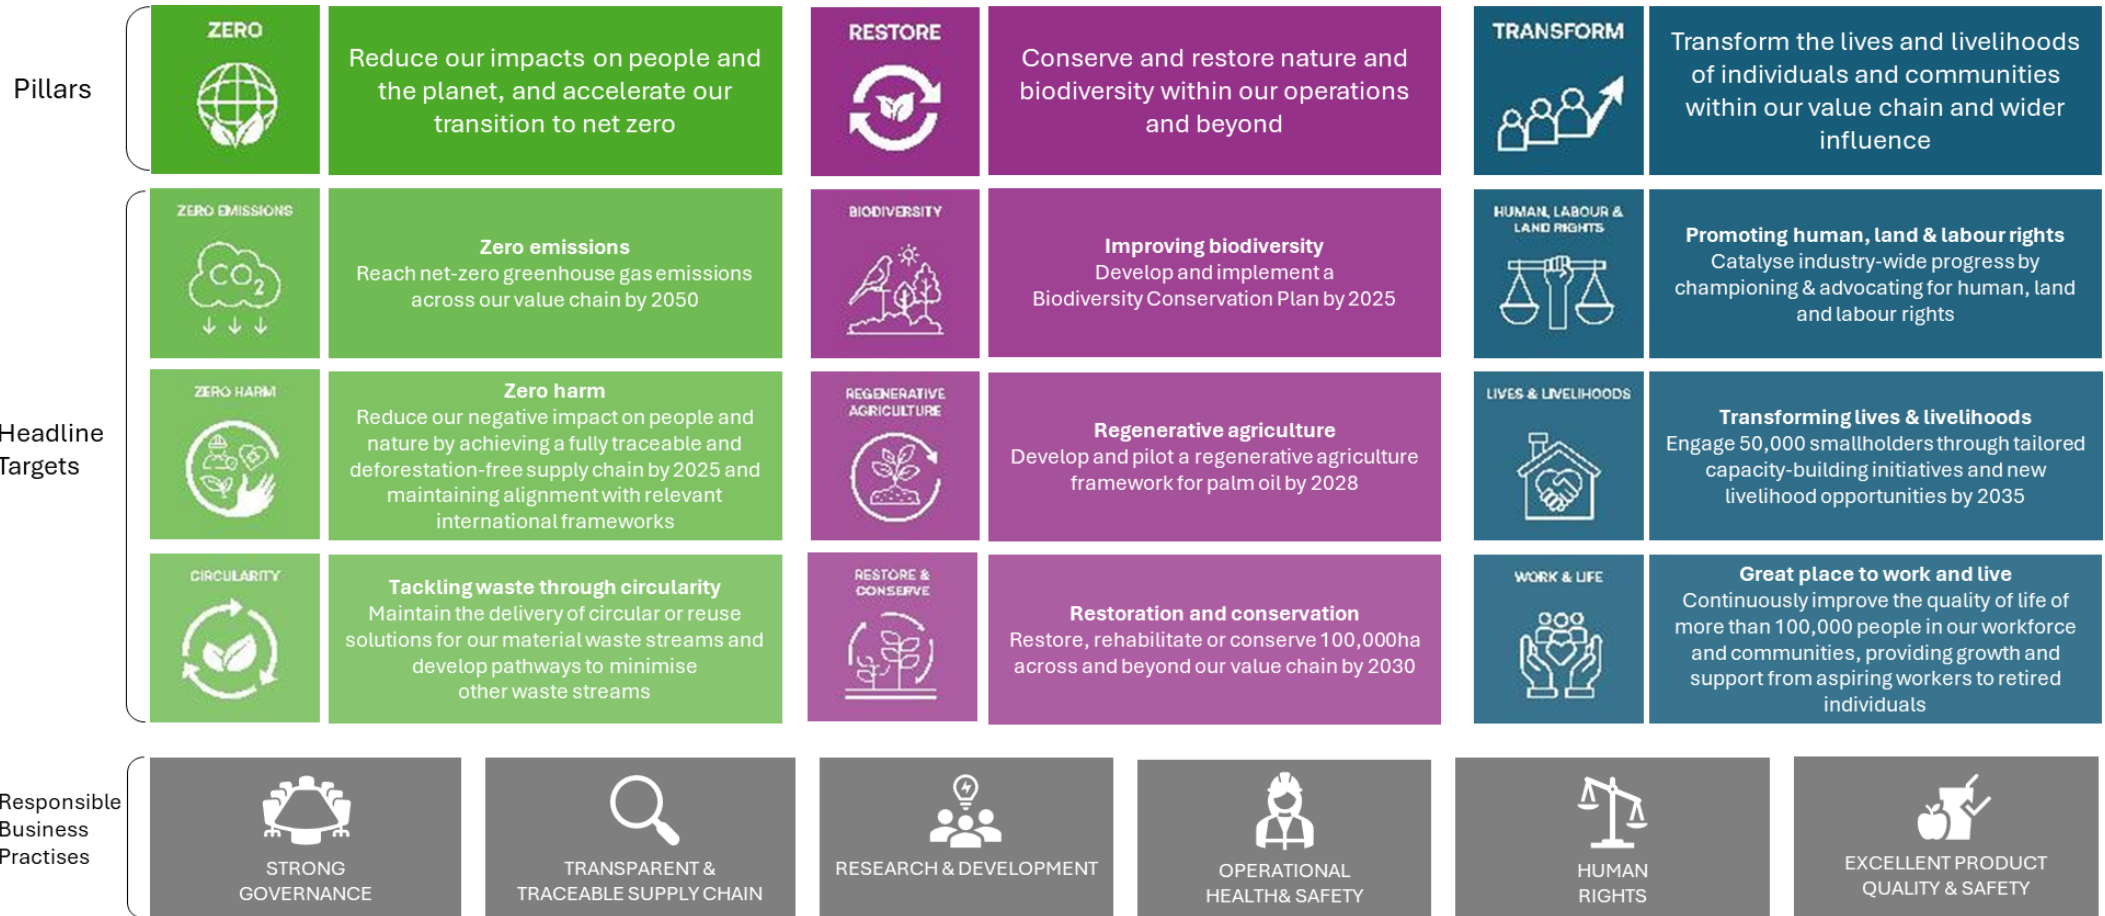 Pillars
ZERO
Reduce our impacts on people and
the planet, and accelerate our
transition to net zero
RESTORE
Conserve and restore nature and
biodiversity within our operations
and beyond
TRANSFORM
Transform the lives and livelihoods
of individuals and communities
within our value chain and wider
influence
Headline
Targets
ZERO EMISSIONS
CO2
Zero emissions
Reach net-zero greenhouse gas emissions
across our value chain by 2050
BIODIVERSITY
Improving biodiversity
Develop and implement a
Biodiversity Conservation Plan by 2025
HUMAN, LABOUR &
LAND RIGHTS
Promoting human, land & labour rights
Catalyse industry-wide progress by
championing & advocating for human, land
and labour rights
ZERO HARM
Zero harm
Reduce our negative impact on people and
nature by achieving a fully traceable and
deforestation-free supply chain by 2025 and
maintaining alignment with relevant
international frameworks
REGENERATIVE
AGRICULTURE
Regenerative agriculture
Develop and pilot a regenerative agriculture
framework for palm oil by 2028
LIVES & LIVELIHOODS
Transforming lives & livelihoods
Engage 50,000 smallholders through tailored
capacity-building initiatives and new
livelihood opportunities by 2035
CIRCULARITY
Tackling waste through circularity
Maintain the delivery of circular or reuse
solutions for our material waste streams and
develop pathways to minimise
other waste streams
RESTORE &
CONSERVE
Restoration and conservation
Restore, rehabilitate or conserve 100,000ha
across and beyond our value chain by 2030
WORK & LIFE
Great place to work and live
Continuously improve the quality of life of
more than 100,000 people in our workforce
and communities, providing growth and
support from aspiring workers to retired
individuals
Responsible
Business
Practises
STRONG
GOVERNANCE
TRANSPARENT &
TRACEABLE SUPPLY CHAIN
RESEARCH & DEVELOPMENT
OPERATIONAL
HEALTH& SAFETY
HUMAN
RIGHTS
EXCELLENT PRODUCT
QUALITY & SAFETY